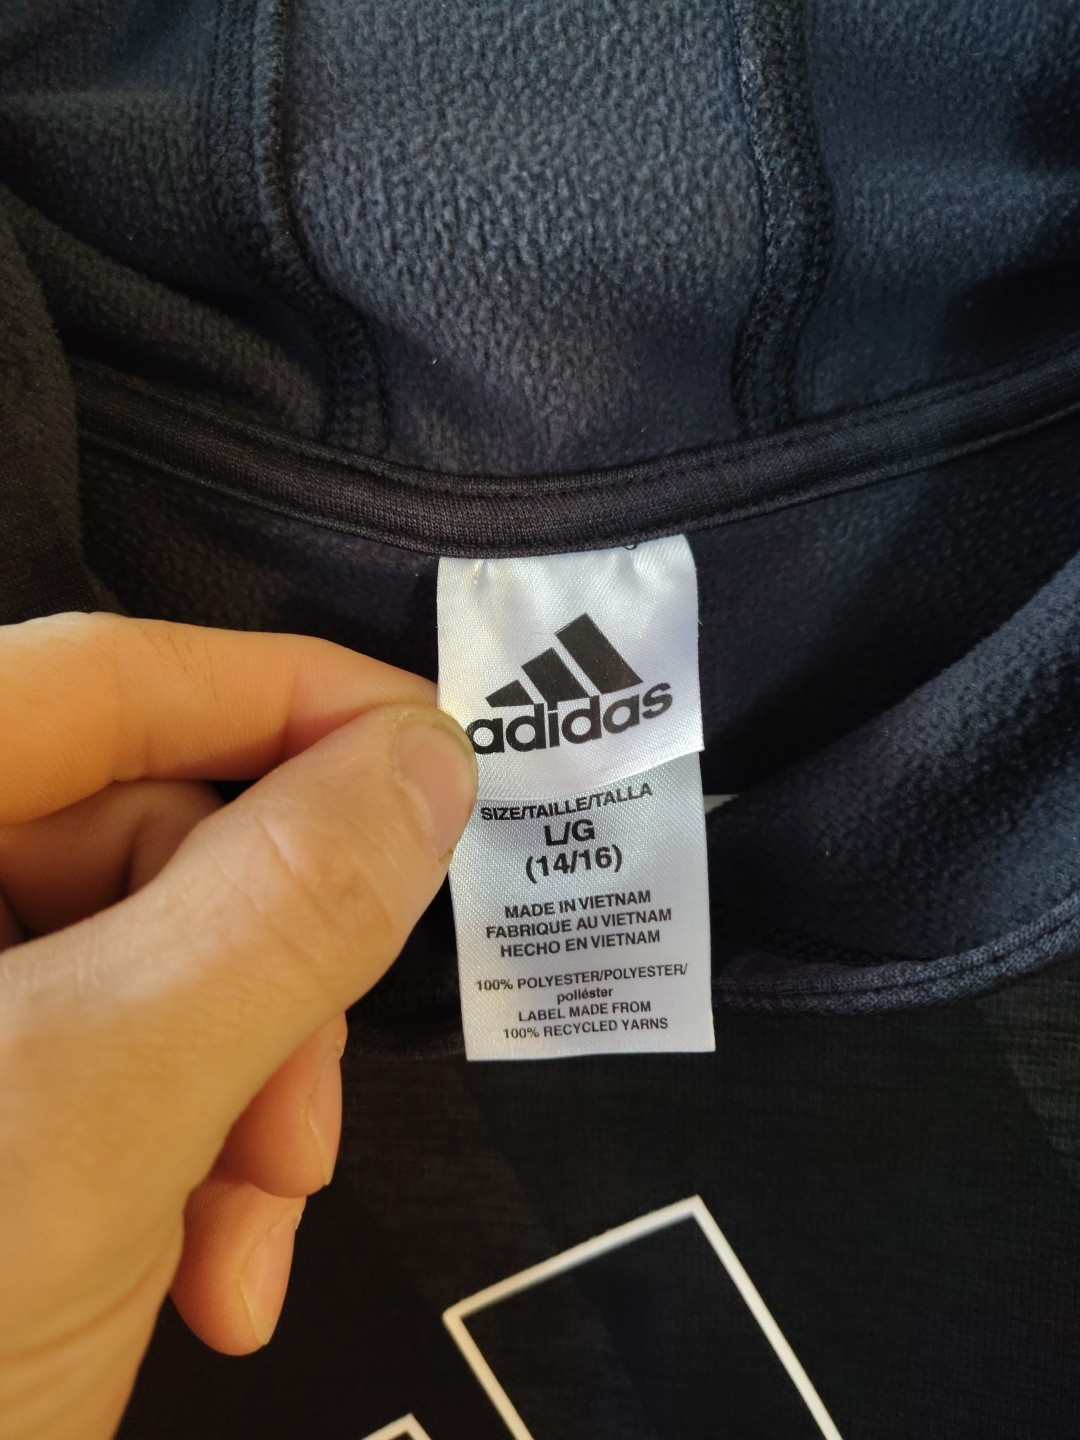 adidas
SIZE/TAILLE/TALLA
L/G
(14/16)
MADE IN VIETNAM
FABRIQUE AU VIETNAM
HECHO EN VIETNAM
100% POLYESTER/POLYESTER/
poliéster
LABEL MADE FROM
100% RECYCLED YARNS